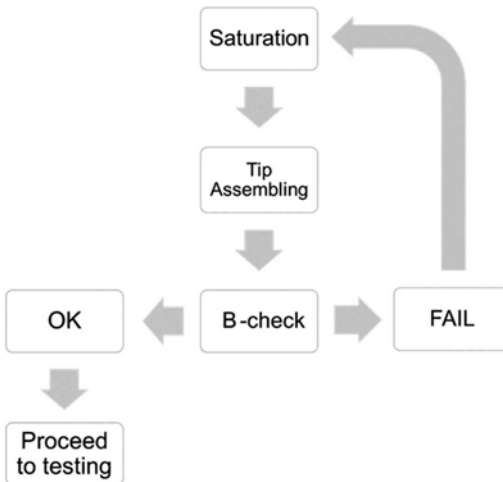 Saturation
Tip
Assembling
OK
B-check
FAIL
Proceed
to testing